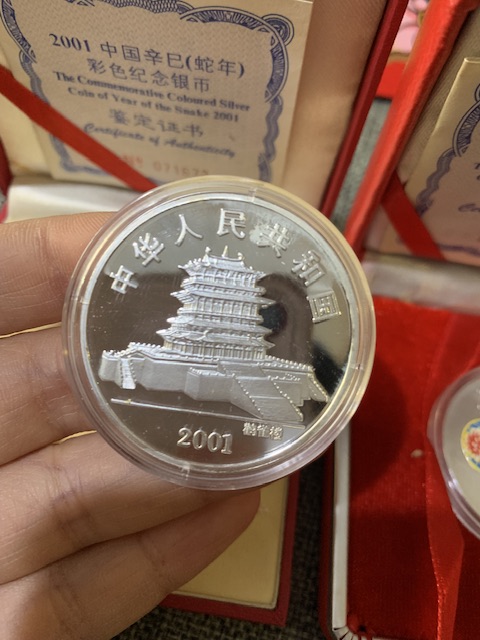 2001 中国辛巳(蛇年)
彩色纪念银币
The Commemorative Coloured Silver
Coin of Year of the Snake 2001
鉴定证书
Certificate of Authenticity
中华人民共和国
2001
鹳雀楼